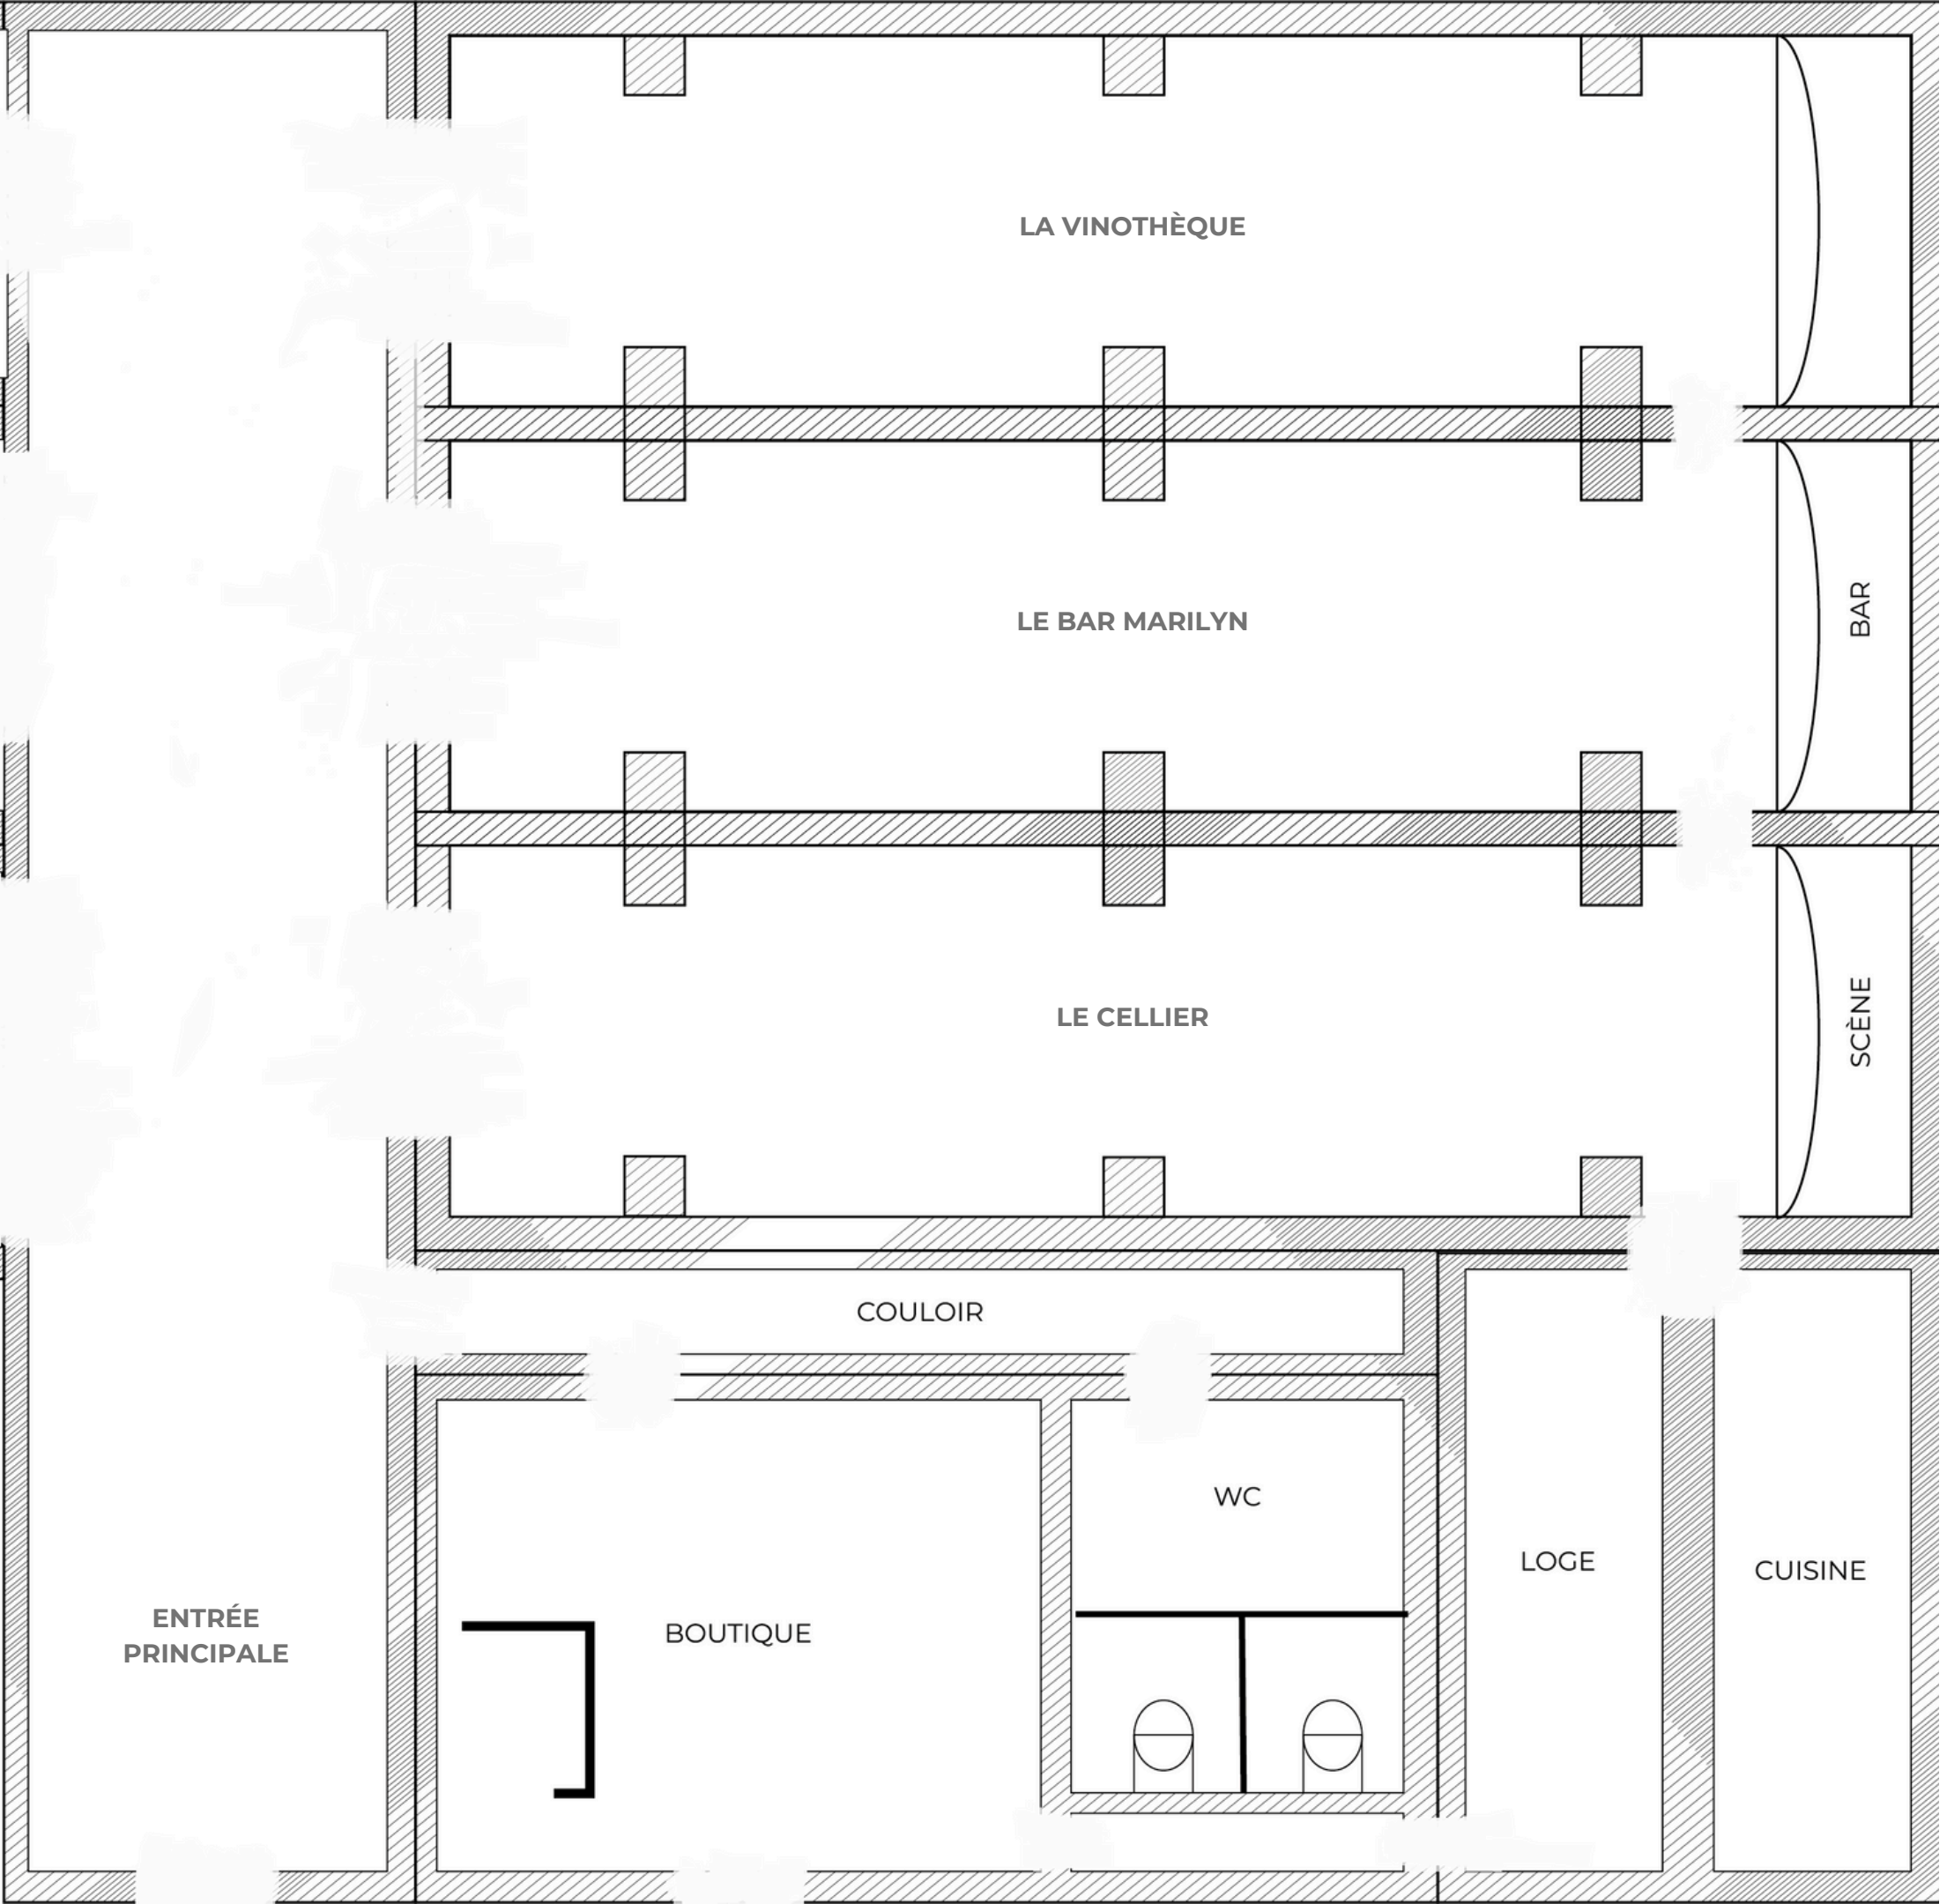 LA VINOTHÈQUE
LE BAR MARILYN
BAR
LE CELLIER
SCÈNE
COULOIR
WC
LOGE
CUISINE
ENTRÉE
PRINCIPALE
BOUTIQUE